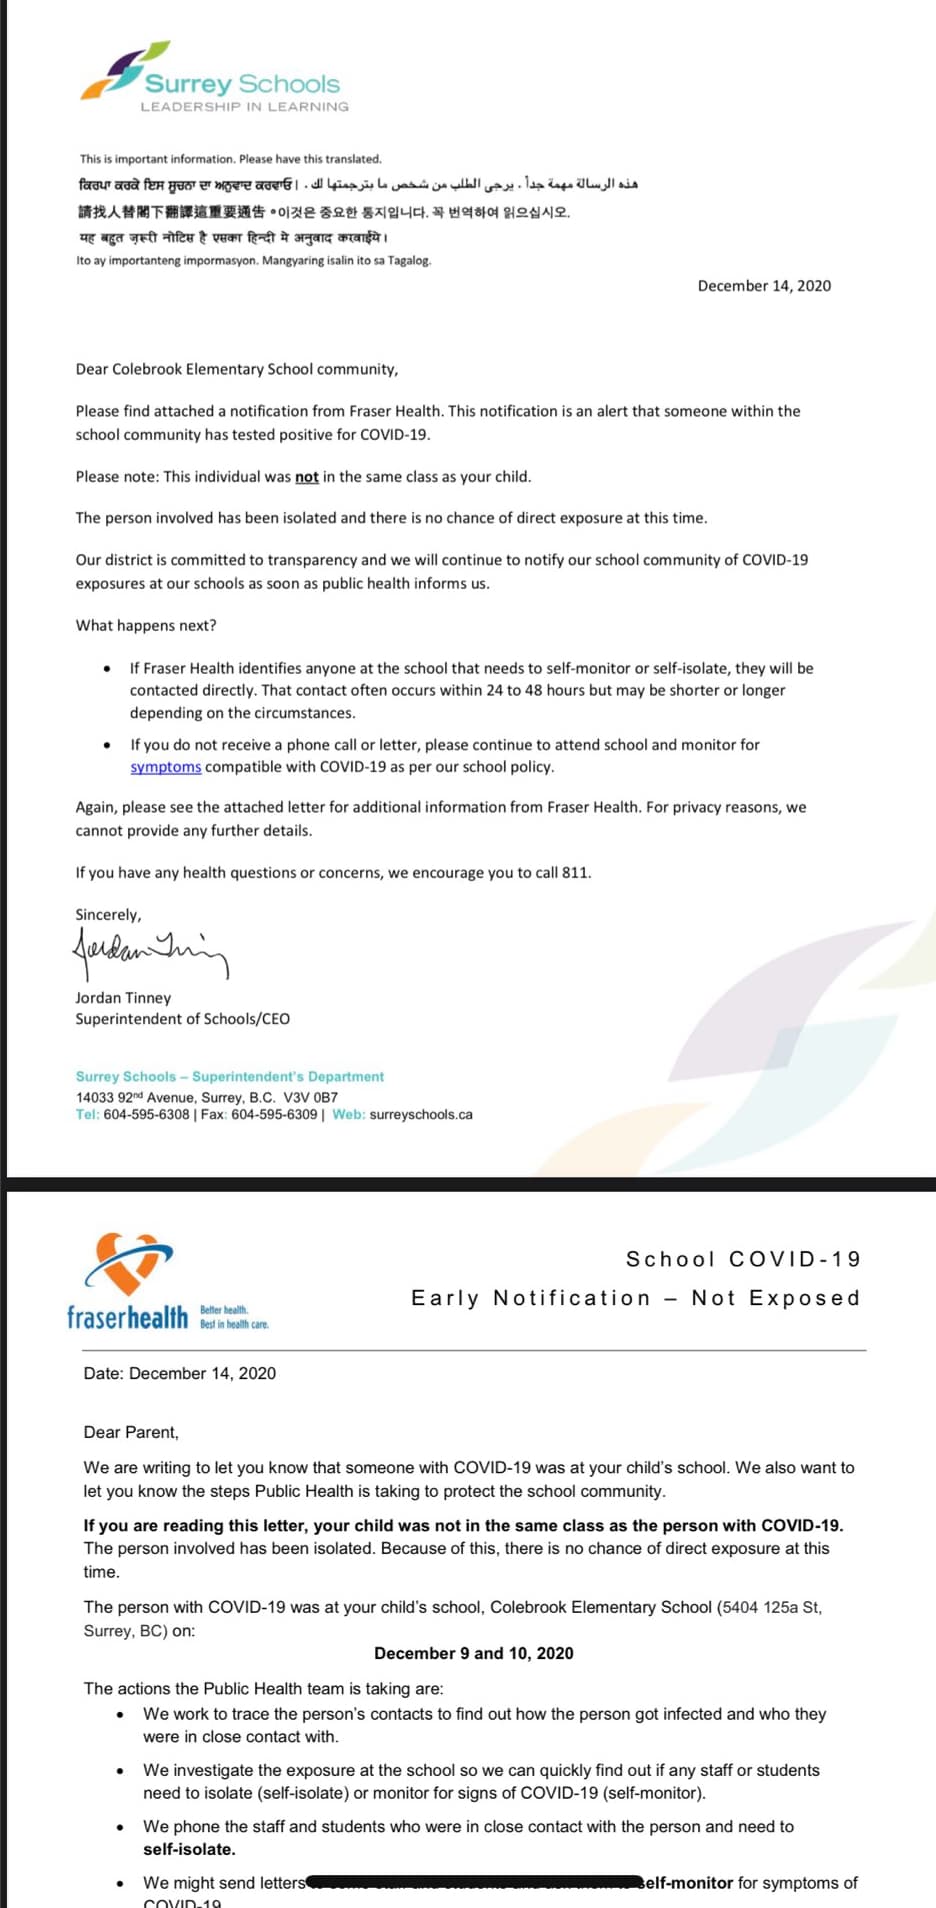 Surrey Schools
LEADERSHIP IN LEARNING
This is important information. Please have this translated.
ਕਿਰਪਾ ਕਰਕੇ ਇਸ ਸੂਚਨਾ ਦਾ ਅਨੁਵਾਦ ਕਰਵਾਓ। هذه الرسالة مهمة جداً، يرجى الطلب من شخص ما بترجمتها لك .
請找人替閣下翻譯這重要通告。이것은 중요한 통지입니다. 꼭 번역하여 읽으십시오.
यह बहुत ज़रूरी नोटिस है एसका हिन्दी मे अनुवाद करवाईये।
Ito ay importanteng impormasyon. Mangyaring isalin ito sa Tagalog.
December 14, 2020
Dear Colebrook Elementary School community,
Please find attached a notification from Fraser Health. This notification is an alert that someone within the
school community has tested positive for COVID-19.
Please note: This individual was not in the same class as your child.
The person involved has been isolated and there is no chance of direct exposure at this time.
Our district is committed to transparency and we will continue to notify our school community of COVID-19
exposures at our schools as soon as public health informs us.
What happens next?
• If Fraser Health identifies anyone at the school that needs to self-monitor or self-isolate, they will be
contacted directly. That contact often occurs within 24 to 48 hours but may be shorter or longer
depending on the circumstances.
• If you do not receive a phone call or letter, please continue to attend school and monitor for
symptoms compatible with COVID-19 as per our school policy.
Again, please see the attached letter for additional information from Fraser Health. For privacy reasons, we
cannot provide any further details.
If you have any health questions or concerns, we encourage you to call 811.
Sincerely,
Jordan Tinney
Superintendent of Schools/CEO
Surrey Schools – Superintendent's Department
14033 92nd Avenue, Surrey, B.C. V3V 0B7
Tel: 604-595-6308 | Fax: 604-595-6309 | Web: surreyschools.ca
fraserhealth Better health.
Best in health care.
School COVID-19
Early Notification – Not Exposed
Date: December 14, 2020
Dear Parent,
We are writing to let you know that someone with COVID-19 was at your child's school. We also want to
let you know the steps Public Health is taking to protect the school community.
If you are reading this letter, your child was not in the same class as the person with COVID-19.
The person involved has been isolated. Because of this, there is no chance of direct exposure at this
time.
The person with COVID-19 was at your child's school, Colebrook Elementary School (5404 125a St,
Surrey, BC) on:
December 9 and 10, 2020
The actions the Public Health team is taking are:
• We work to trace the person's contacts to find out how the person got infected and who they
were in close contact with.
• We investigate the exposure at the school so we can quickly find out if any staff or students
need to isolate (self-isolate) or monitor for signs of COVID-19 (self-monitor).
• We phone the staff and students who were in close contact with the person and need to
self-isolate.
• We might send letters self-monitor for symptoms of
COVID-19